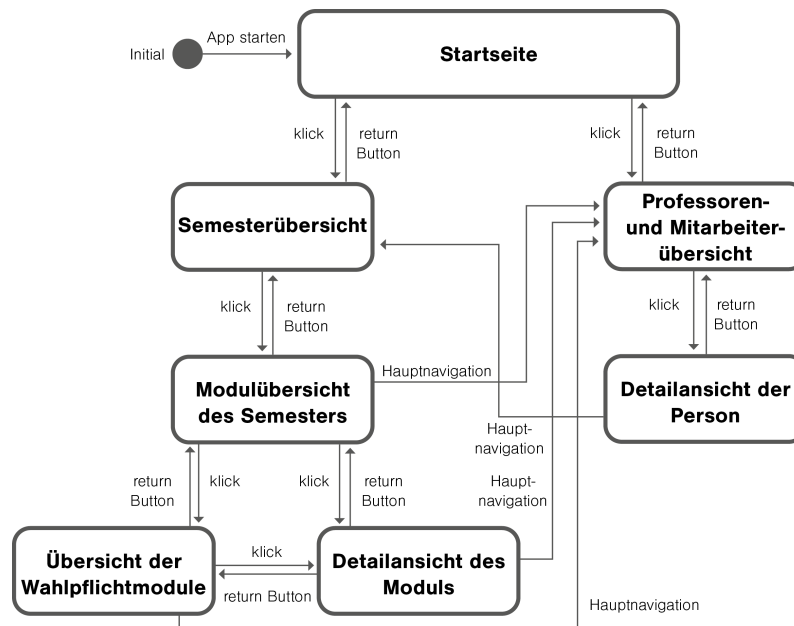 App starten
Initial
Startseite
klick
return
Button
klick
return
Button
Semesterübersicht
Professoren-
und Mitarbeiter-
übersicht
klick
return
Button
klick
return
Button
Modulübersicht
des Semesters
Hauptnavigation
Detailansicht der
Person
Haupt-
navigation
return
Button
klick
klick
return
Button
Haupt-
navigation
Übersicht der
Wahlpflichtmodule
klick
return Button
Detailansicht des
Moduls
Hauptnavigation